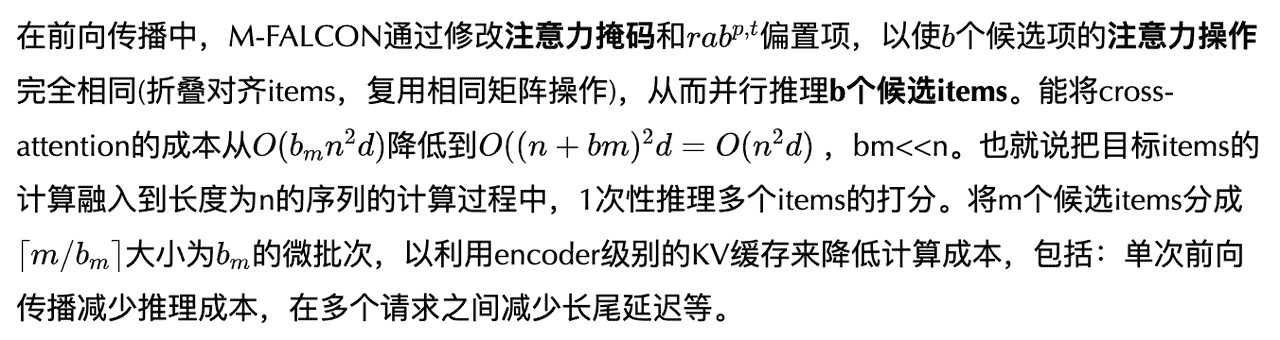 在前向传播中，M-FALCON通过修改注意力掩码和rab^{p,t}偏置项，以使b个候选项的注意力操作
完全相同(折叠对齐items，复用相同矩阵操作)，从而并行推理b个候选items。能将cross-
attention的成本从O(b_m n^2 d)降低到O((n + bm)^2 d = O(n^2 d) ，bm<<n。也就说把目标items的
计算融入到长度为n的序列的计算过程中，1次性推理多个items的打分。将m个候选items分成
⌈m/b_m⌉大小为b_m的微批次，以利用encoder级别的KV缓存来降低计算成本，包括：单次前向
传播减少推理成本，在多个请求之间减少长尾延迟等。